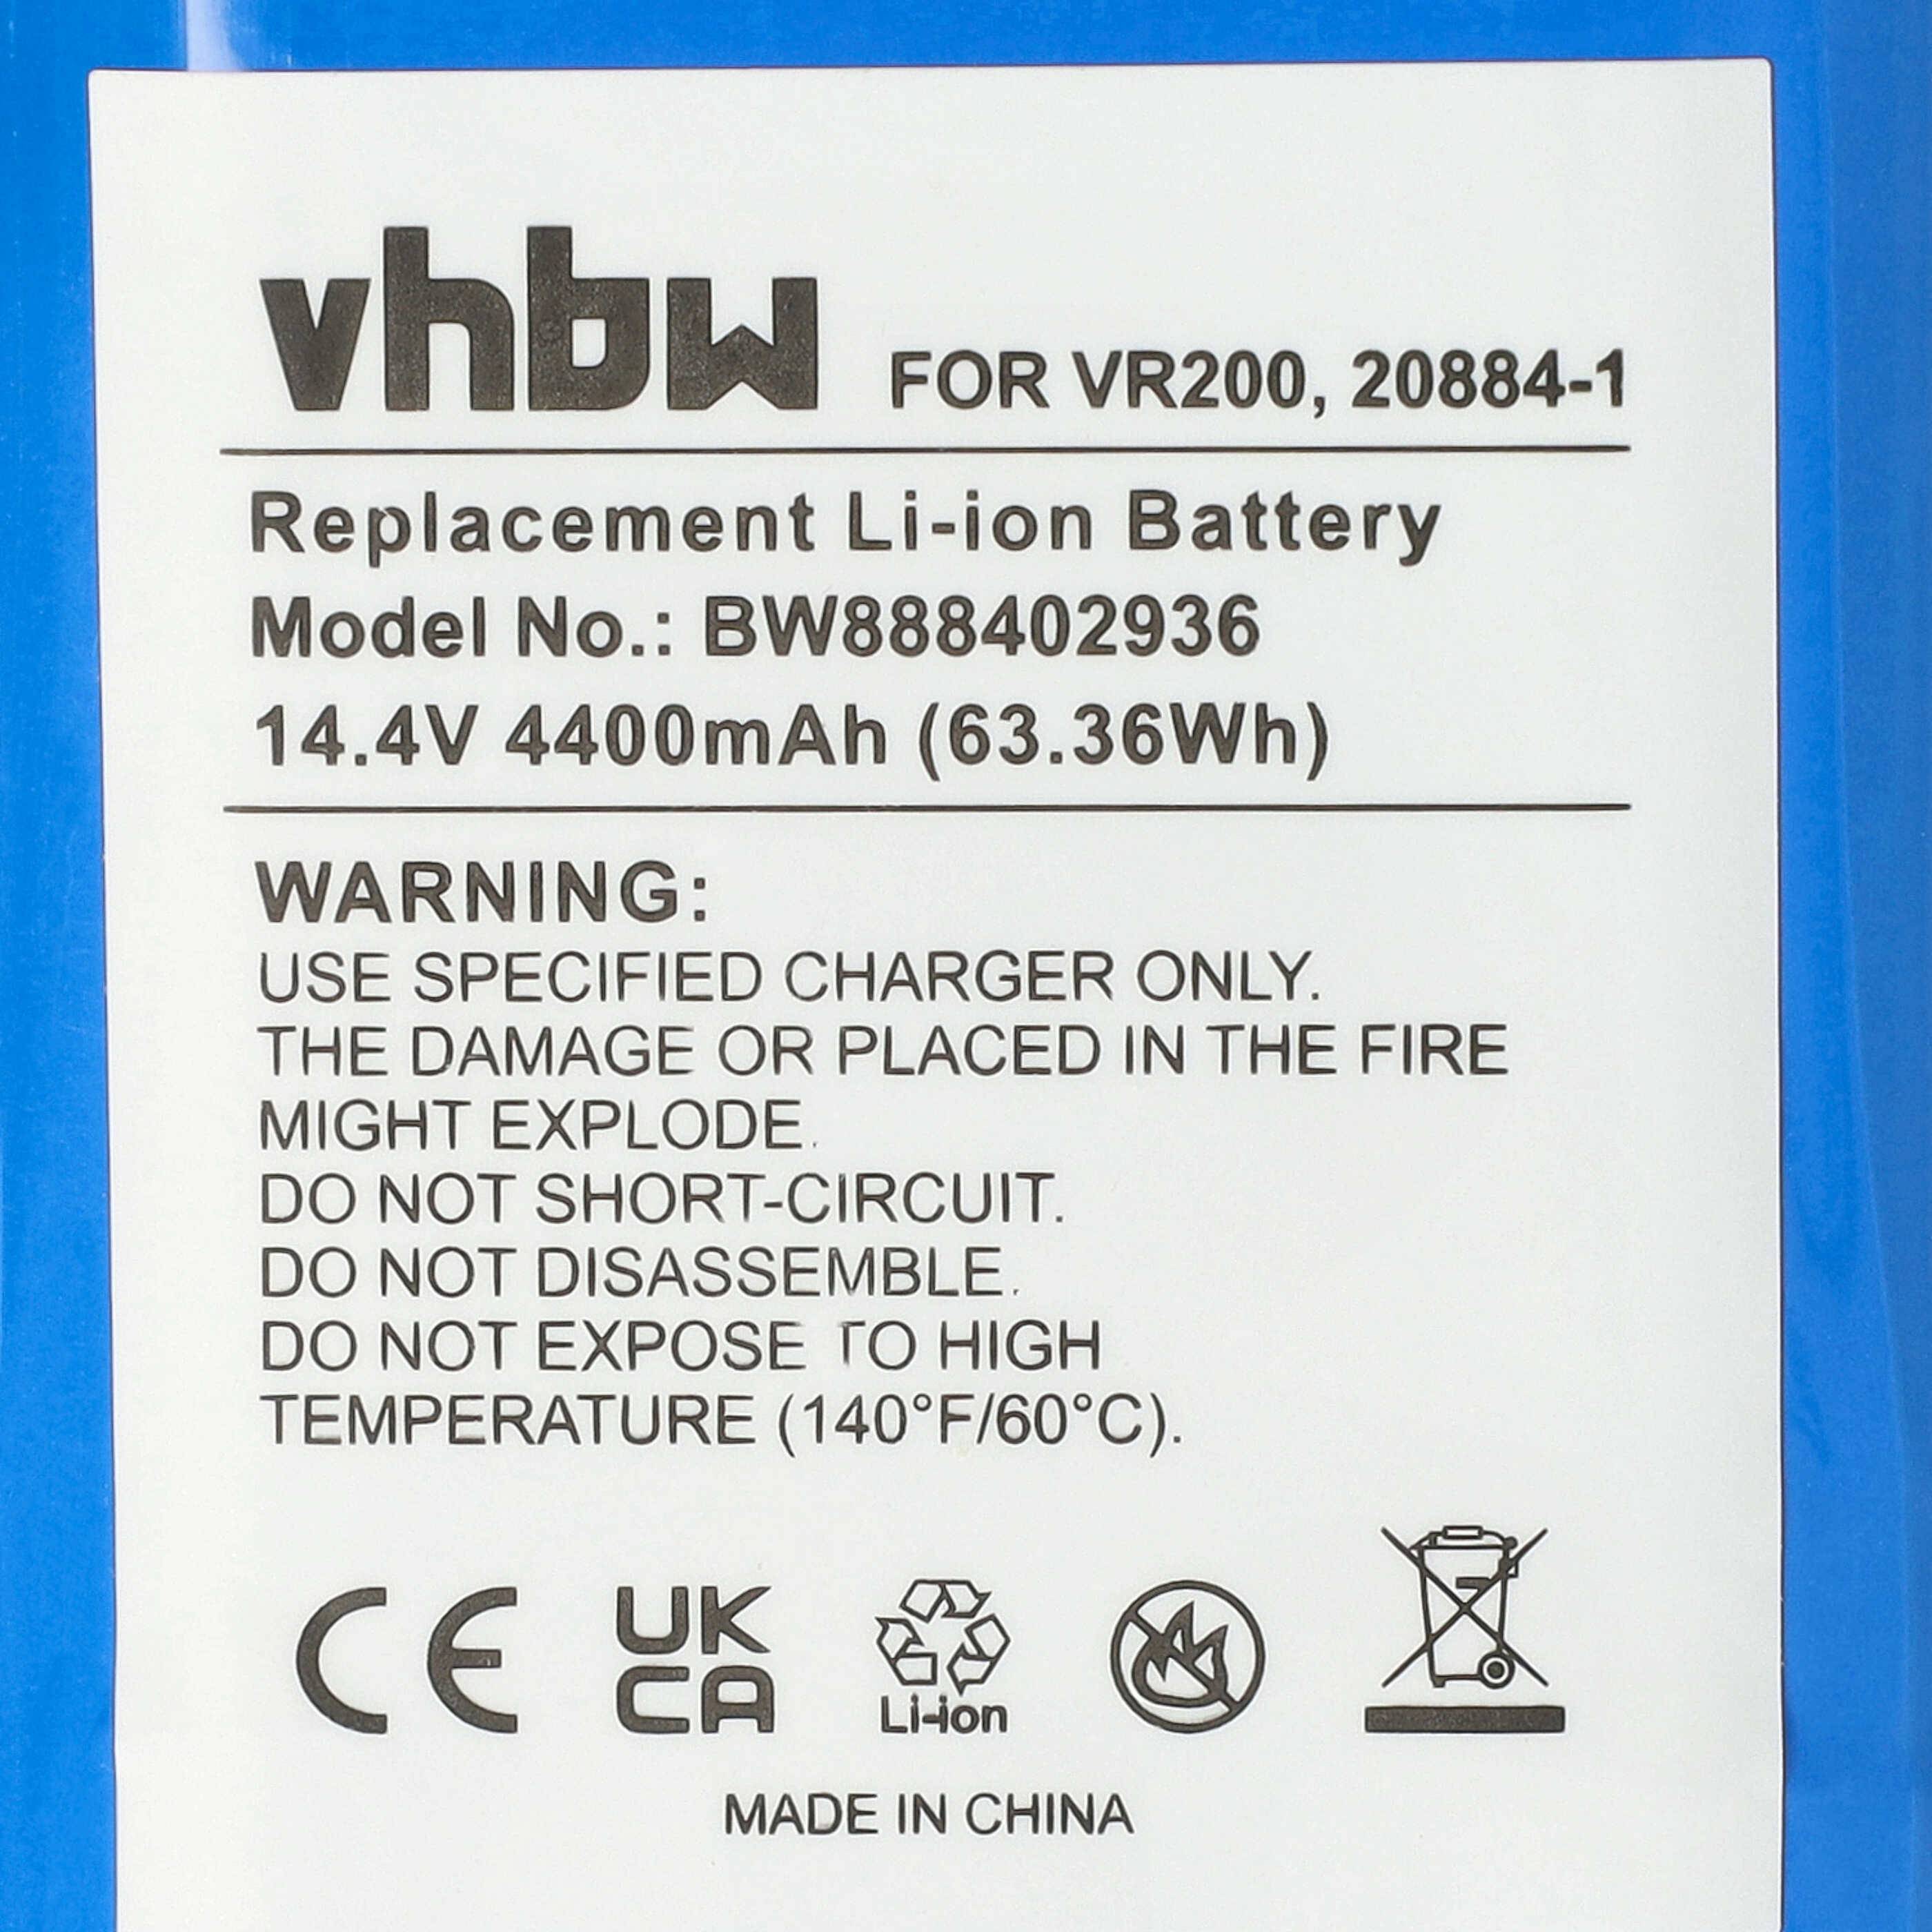 vhbw FOR VR200, 20884-1
Replacement Li-ion Battery
Model No.: BW888402936
14.4V 4400mAh (63.36Wh)
WARNING:
USE SPECIFIED CHARGER ONLY.
THE DAMAGE OR PLACED IN THE FIRE
MIGHT EXPLODE.
DO NOT SHORT-CIRCUIT.
DO NOT DISASSEMBLE.
DO NOT EXPOSE TO HIGH
TEMPERATURE (140°F/60°C).
CE UK
CA
Li-ion
MADE IN CHINA